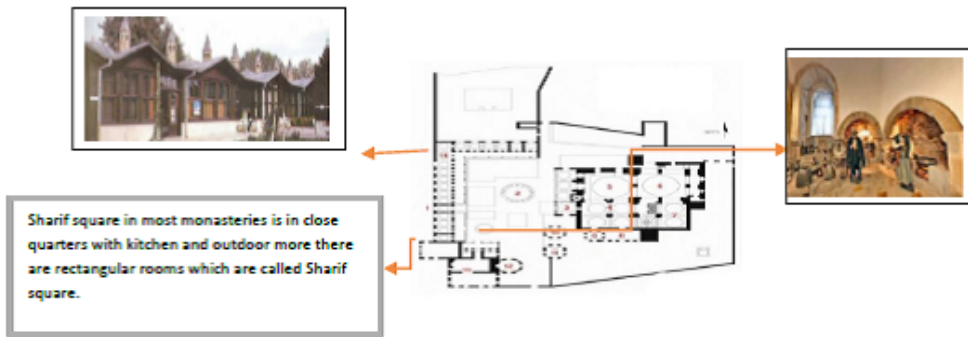 Sharif square in most monasteries is in close
quarters with kitchen and outdoor more there
are rectangular rooms which are called Sharif
square.